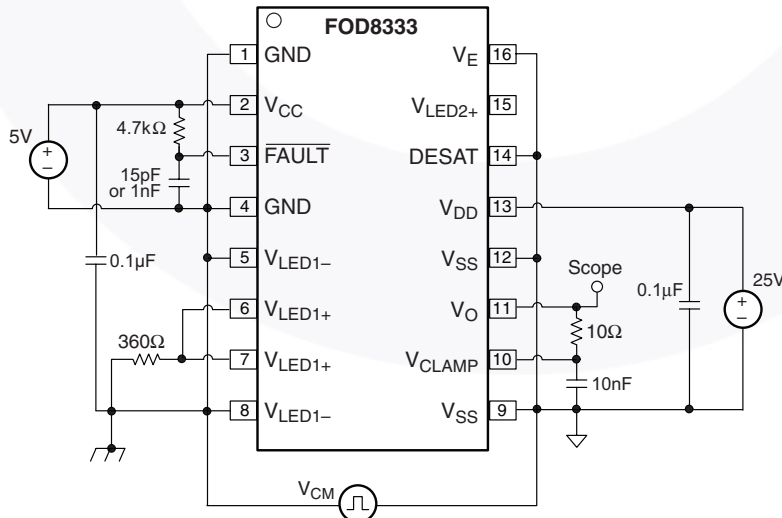 FOD8333
1 GND
2 VCC
3 FAULT
4 GND
5 VLED1–
6 VLED1+
7 VLED1+
8 VLED1–
VE 16
VLED2+ 15
DESAT 14
VDD 13
VSS 12
VO 11
VCLAMP 10
VSS 9
5V
+
–
4.7kΩ
15pF
or 1nF
0.1µF
360Ω
Scope
10Ω
10nF
0.1µF
25V
+
–
VCM